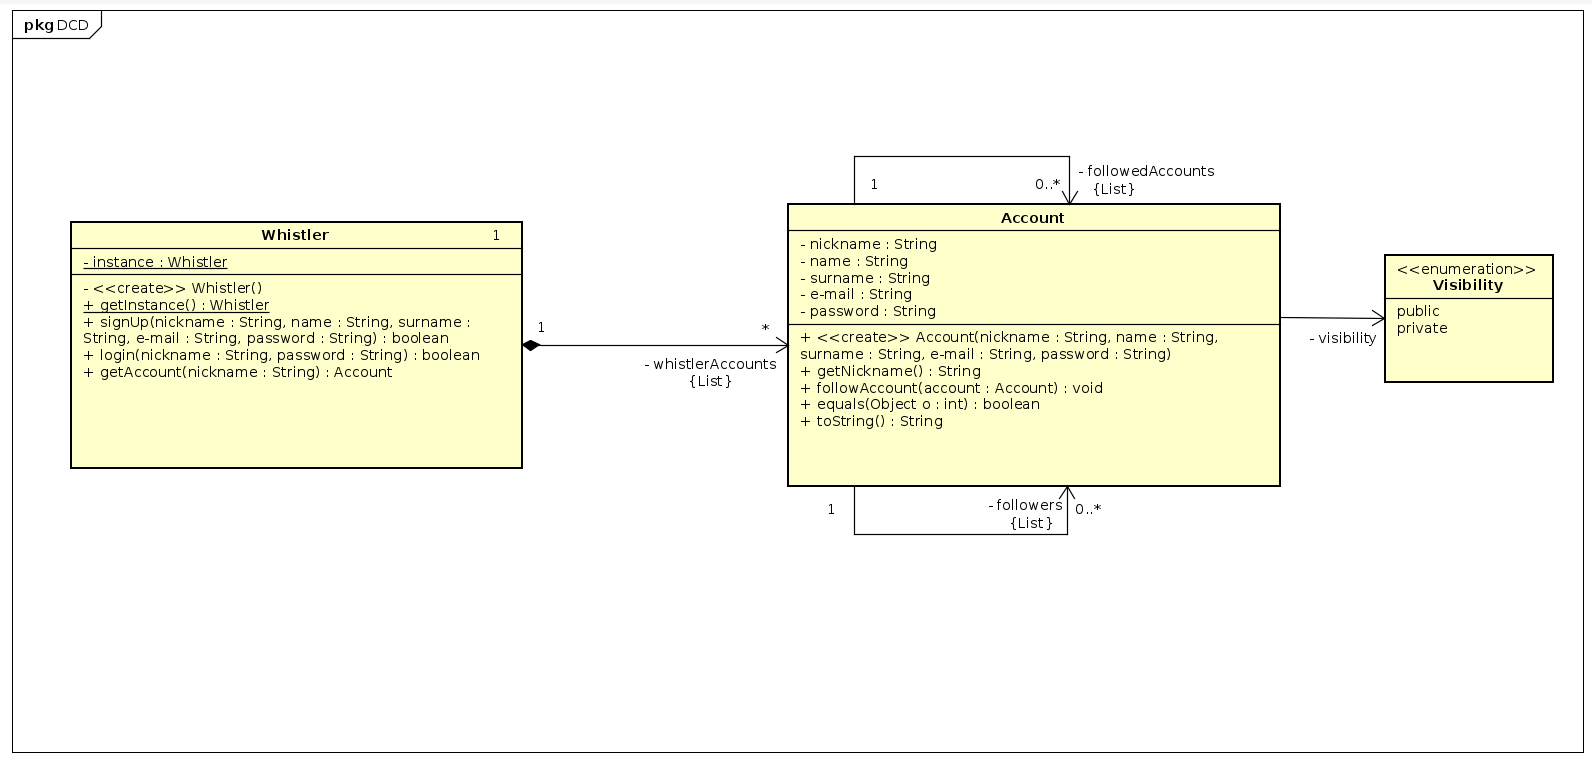 pkg DCD
Whistler 1
- instance : Whistler
- <<create>> Whistler()
+ getInstance() : Whistler
+ signUp(nickname : String, name : String, surname :
String, e-mail : String, password : String) : boolean
+ login(nickname : String, password : String) : boolean
+ getAccount(nickname : String) : Account
1
*
- whistlerAccounts
{List}
1
0..*
- followedAccounts
{List}
Account
- nickname : String
- name : String
- surname : String
- e-mail : String
- password : String
+ <<create>> Account(nickname : String, name : String,
surname : String, e-mail : String, password : String)
+ getNickname() : String
+ followAccount(account : Account) : void
+ equals(Object o : int) : boolean
+ toString() : String
1
- followers
{List}
0..*
- visibility
<<enumeration>>
Visibility
public
private